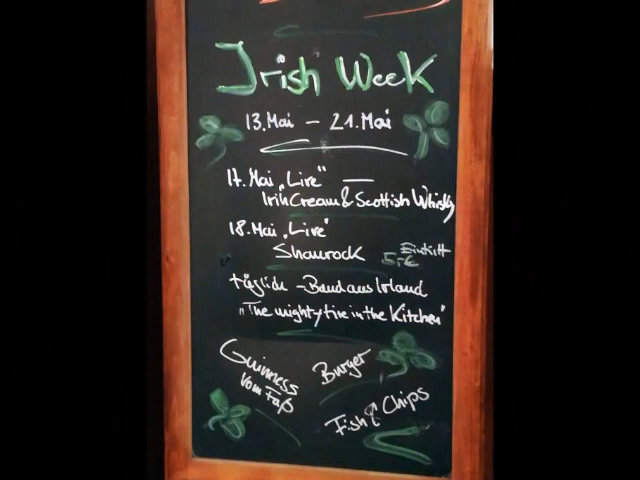 Irish Week
13. Mai – 21. Mai
17. Mai „Live" —
Irish Cream & Scottish Whisky
18. Mai „Live"
Shamrock Eintritt
5,-€
täglich - Band aus Irland
„The mighty fire in the Kitchen"
Guinness
vom Faß
Burger
Fish & Chips